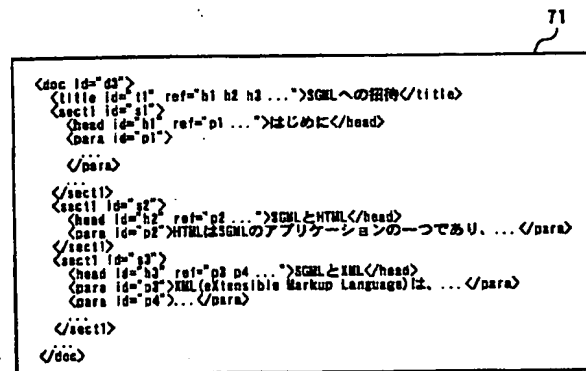 71
<doc id="d3">
<title id="t1" ref="h1 h2 h3 ...">SGMLへの招待</title>
<sect1 id="s1">
<head id="h1" ref="p1 ...">はじめに</head>
<para id="p1">
...
</para>
...
</sect1>
<sect1 id="s2">
<head id="h2" ref="p2 ...">SGMLとHTML</head>
<para id="p2">HTMLはSGMLのアプリケーションの一つであり、...</para>
</sect1>
<sect1 id="s3">
<head id="h3" ref="p3 p4 ...">SGMLとXML</head>
<para id="p3">XML(eXtensible Markup Language)は、...</para>
<para id="p4">...</para>
...
</sect1>
...
</doc>